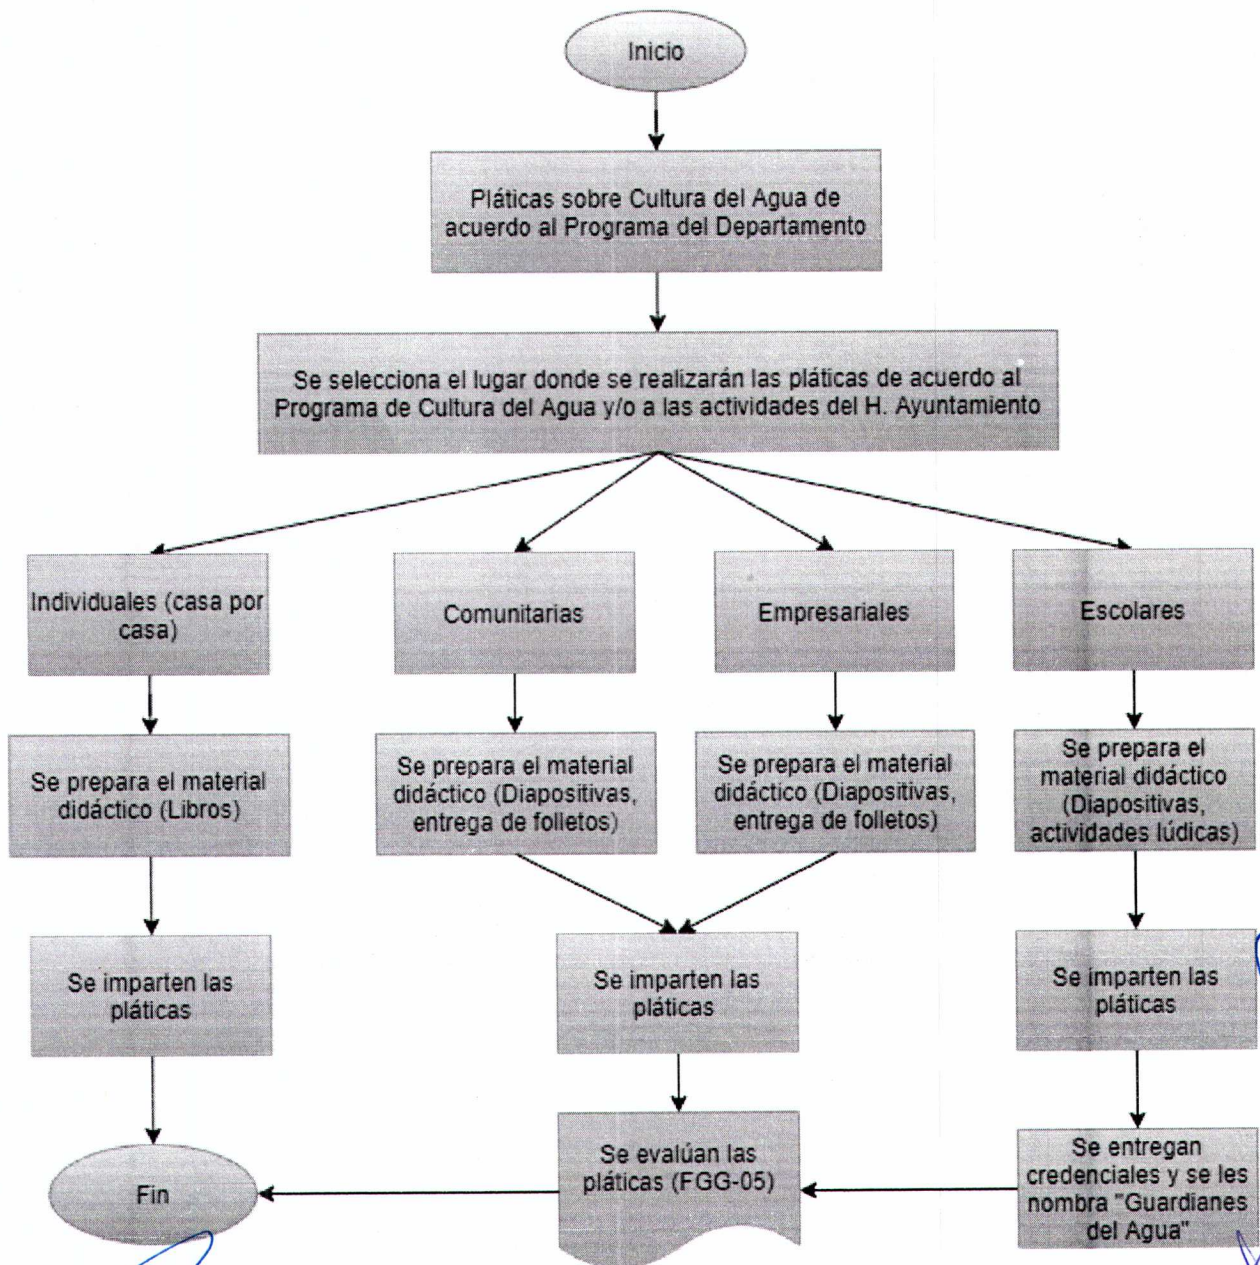 Inicio
Pláticas sobre Cultura del Agua de
acuerdo al Programa del Departamento
Se selecciona el lugar donde se realizarán las pláticas de acuerdo al
Programa de Cultura del Agua y/o a las actividades del H. Ayuntamiento
Individuales (casa por
casa)
Comunitarias
Empresariales
Escolares
Se prepara el material
didáctico (Libros)
Se prepara el material
didáctico (Diapositivas,
entrega de folletos)
Se prepara el material
didáctico (Diapositivas,
entrega de folletos)
Se prepara el
material didáctico
(Diapositivas,
actividades lúdicas)
Se imparten las
pláticas
Se imparten las
pláticas
Se imparten las
pláticas
Fin
Se evalúan las
pláticas (FGG-05)
Se entregan
credenciales y se les
nombra "Guardianes
del Agua"